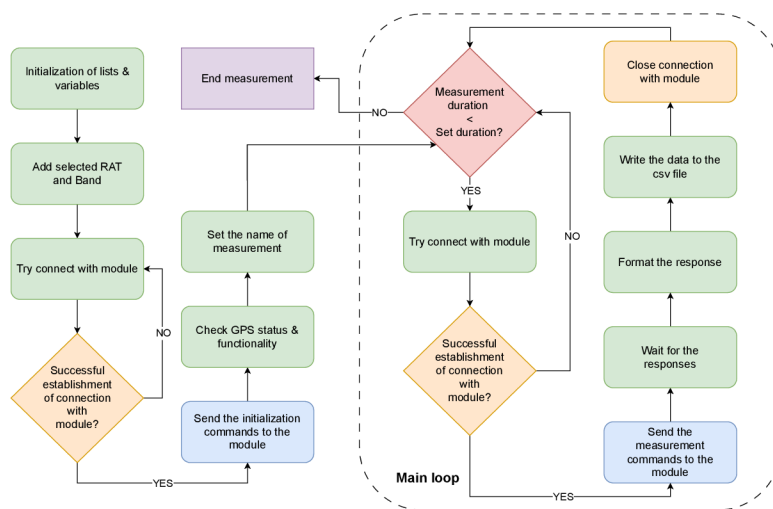 Initialization of lists &
variables
Add selected RAT
and Band
Try connect with module
NO
Successful
establishment
of connection
with
module?
YES
Send the initialization
commands to the
module
Check GPS status &
functionality
Set the name of
measurement
End measurement
NO
Measurement
duration
<
Set duration?
YES
Try connect with module
NO
Successful
establishment
of connection
with
module?
YES
Main loop
Send the
measurement
commands to the
module
Wait for the
responses
Format the response
Write the data to the
csv file
Close connection
with module